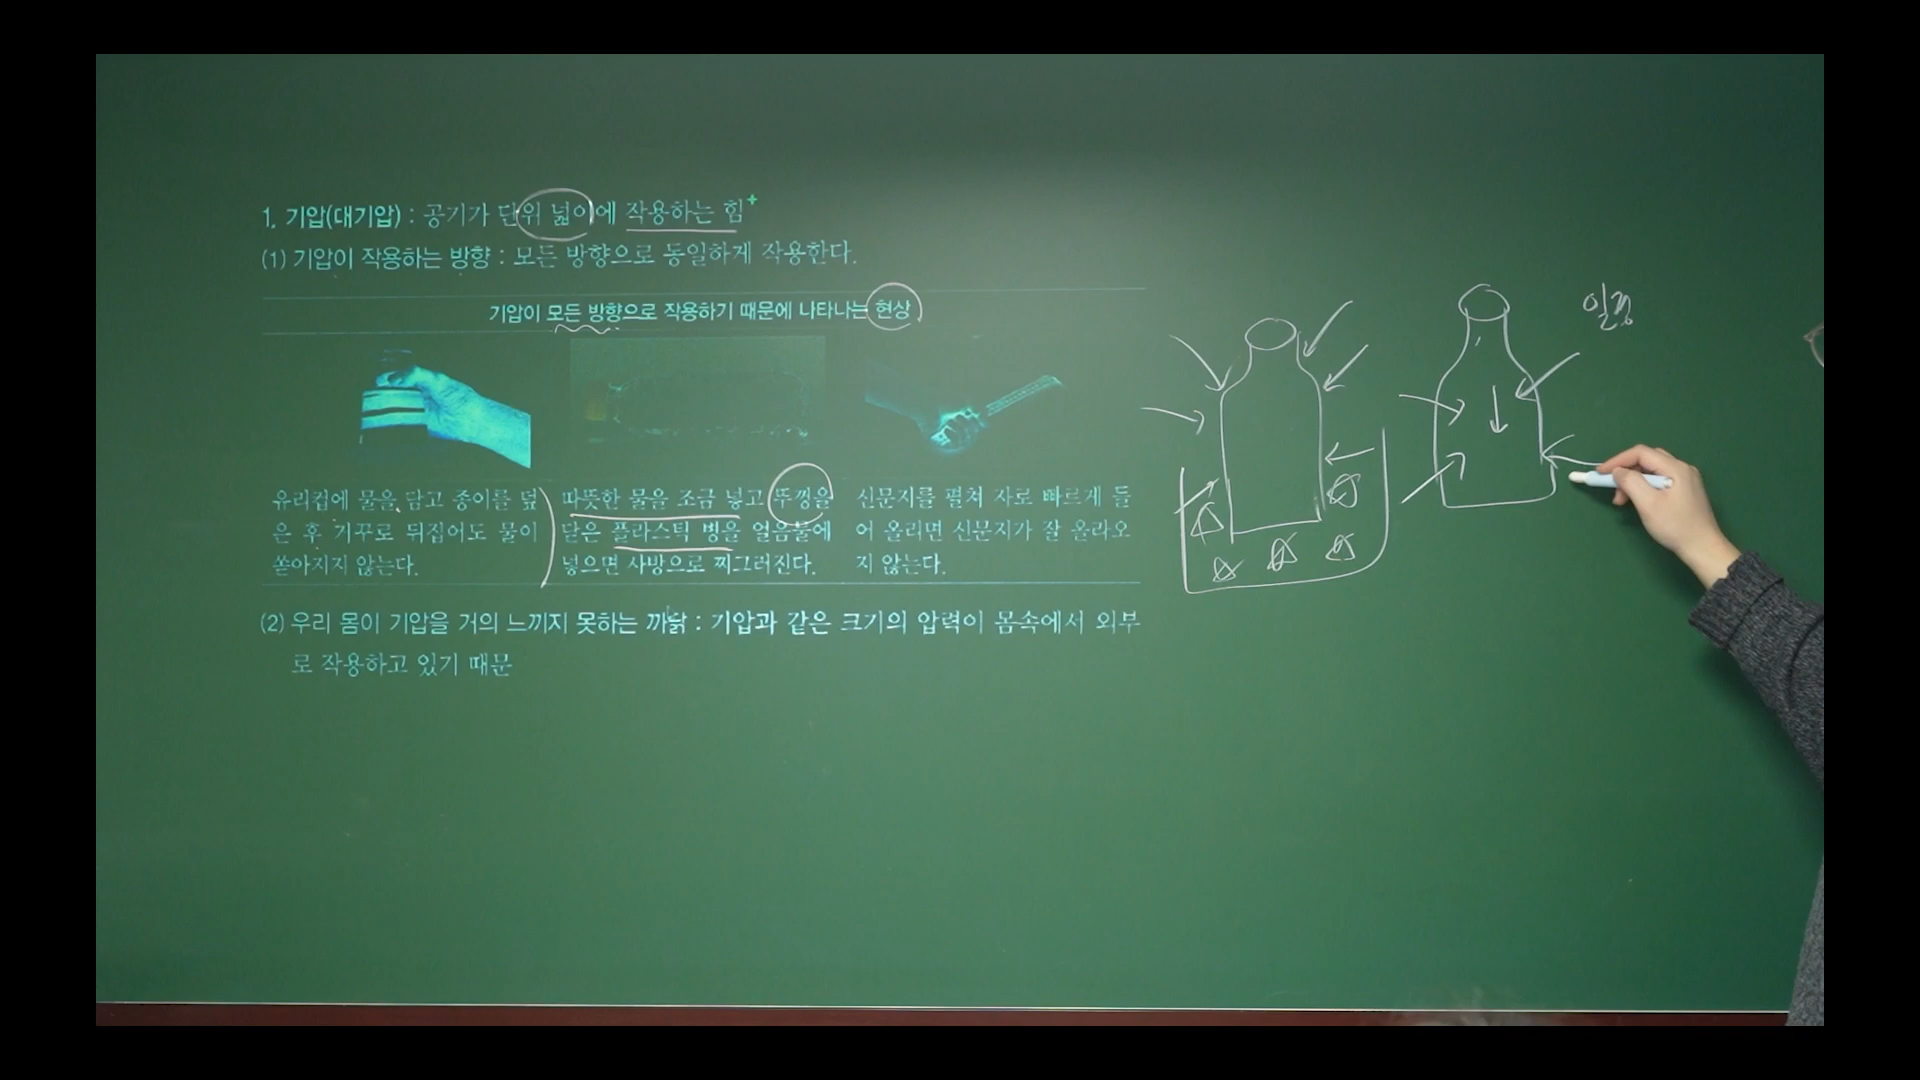 1. 기압(대기압) : 공기가 단위 넓이에 작용하는 힘
(1) 기압이 작용하는 방향 : 모든 방향으로 동일하게 작용한다.
기압이 모든 방향으로 작용하기 때문에 나타나는 현상
유리컵에 물을 담고 종이를 덮
은 후 거꾸로 뒤집어도 물이
쏟아지지 않는다.
따뜻한 물을 조금 넣고 뚜껑을
닫은 플라스틱 병을 얼음물에
넣으면 사방으로 찌그러진다.
신문지를 펼쳐 자로 빠르게 들
어 올리면 신문지가 잘 올라오
지 않는다.
(2) 우리 몸이 기압을 거의 느끼지 못하는 까닭 : 기압과 같은 크기의 압력이 몸속에서 외부
로 작용하고 있기 때문
일정